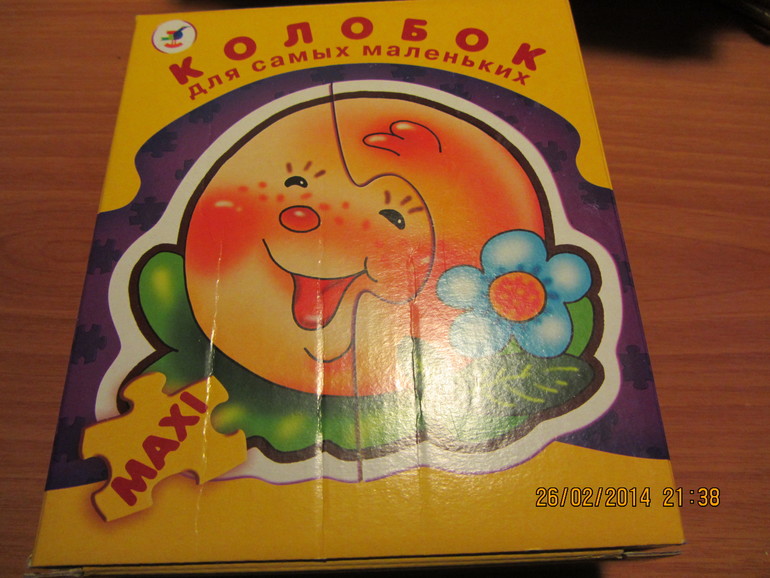 КОЛОБОК
для самых маленьких
MAXI
26/02/2014 21:38